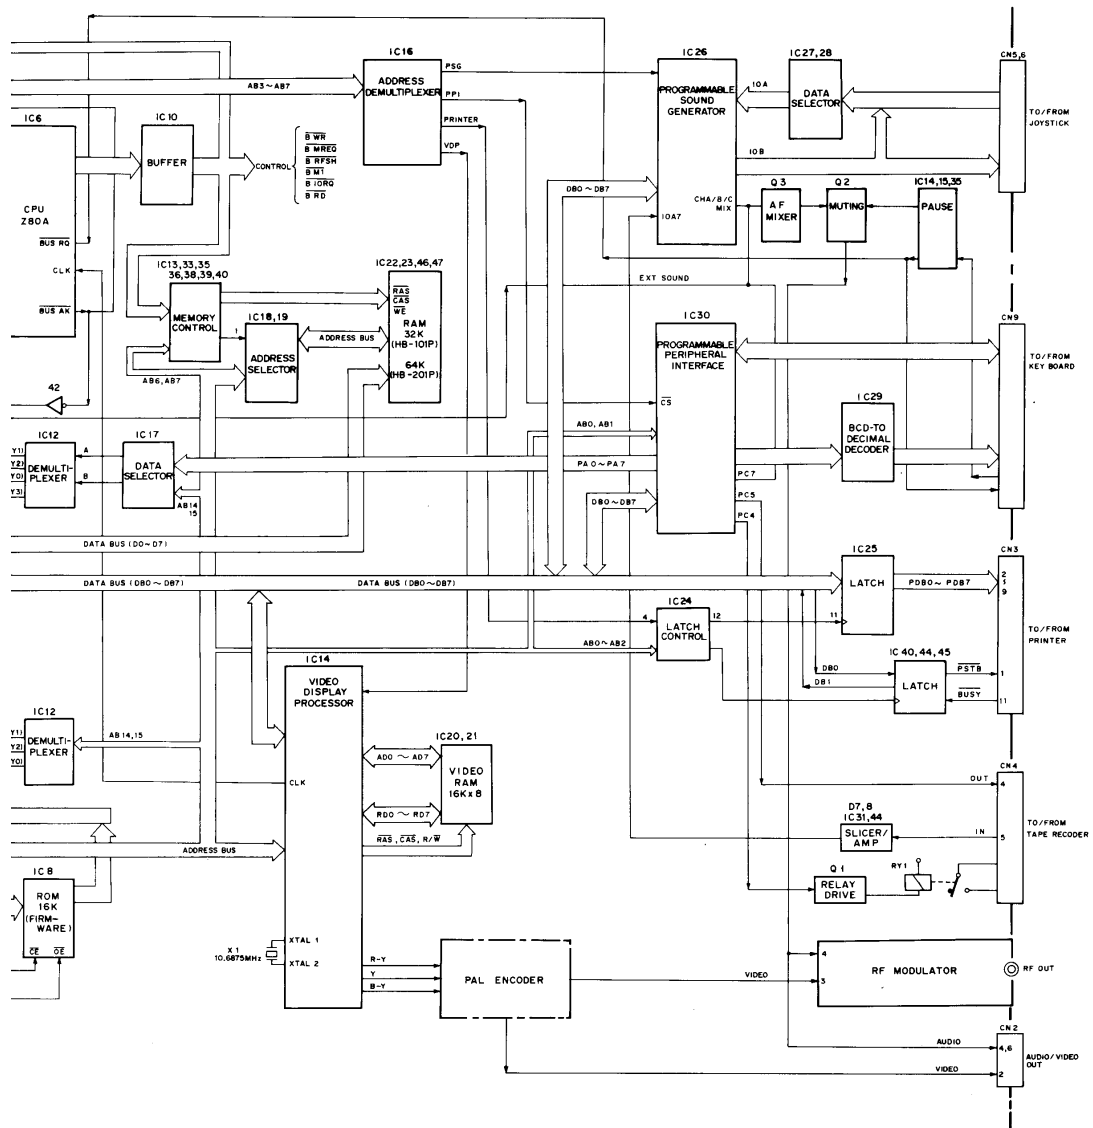 IC16
ADDRESS
DEMULTIPLEXER
PSG
PPI
PRINTER
VDP
AB3~AB7
IC6
CPU
Z80A
BUS RQ
CLK
BUS AK
42
IC10
BUFFER
CONTROL
B WR
B MREQ
B RFSH
B M1
B IORQ
B RD
IC26
PROGRAMMABLE
SOUND
GENERATOR
IOA
IOB
IOA7
CHA/B/C
MIX
DB0~DB7
IC27,28
DATA
SELECTOR
CN5,6
TO/FROM
JOYSTICK
Q3
AF
MIXER
Q2
MUTING
IC14,15,35
PAUSE
EXT SOUND
IC13,33,35
36,38,39,40
MEMORY
CONTROL
1
IC18,19
ADDRESS
SELECTOR
ADDRESS BUS
AB6,AB7
IC22,23,46,47
RAS
CAS
WE
RAM
32K
(HB-101P)
64K
(HB-201P)
IC30
PROGRAMMABLE
PERIPHERAL
INTERFACE
CS
AB0,AB1
PA0~PA7
DB0~DB7
PC7
PC5
PC4
IC29
BCD-TO
DECIMAL
DECODER
CN9
TO/FROM
KEY BOARD
IC12
Y1)
Y2)
Y0)
Y3)
DEMULTI-
PLEXER
A
B
IC17
DATA
SELECTOR
AB14
15
DATA BUS (D0~D7)
DATA BUS (DB0~DB7)
DATA BUS (DB0~DB7)
IC25
LATCH
11
PDB0~PDB7
CN3
2
9
1
11
TO/FROM
PRINTER
IC24
LATCH
CONTROL
4
12
AB0~AB2
IC40,44,45
LATCH
DB0
DB1
PSTB
BUSY
IC14
VIDEO
DISPLAY
PROCESSOR
CLK
XTAL 1
XTAL 2
X1
10.6875MHz
IC12
Y1)
Y2)
Y0)
DEMULTI-
PLEXER
AB14,15
IC20,21
VIDEO
RAM
16Kx8
AD0 ~ AD7
RD0 ~ RD7
RAS, CAS, R/W
ADDRESS BUS
IC8
ROM
16K
(FIRM-
WARE)
CE OE
CN4
OUT
4
IN
5
TO/FROM
TAPE RECODER
D7,8
IC31,44
SLICER/
AMP
Q1
RELAY
DRIVE
RY1
R-Y
Y
B-Y
PAL ENCODER
VIDEO
4
3
RF MODULATOR
RF OUT
CN2
AUDIO
4,6
VIDEO
2
AUDIO/VIDEO
OUT